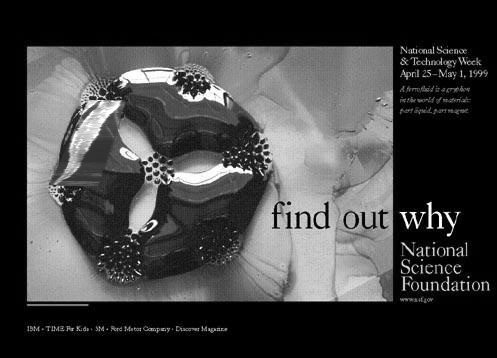 National Science
& Technology Week
April 25–May 1, 1999
A ferrofluid is a gryphon
in the world of materials:
part liquid, part magnet.
find out why
National
Science
Foundation
www.nsf.gov
IBM • TIME For Kids • 3M • Ford Motor Company • Discover Magazine